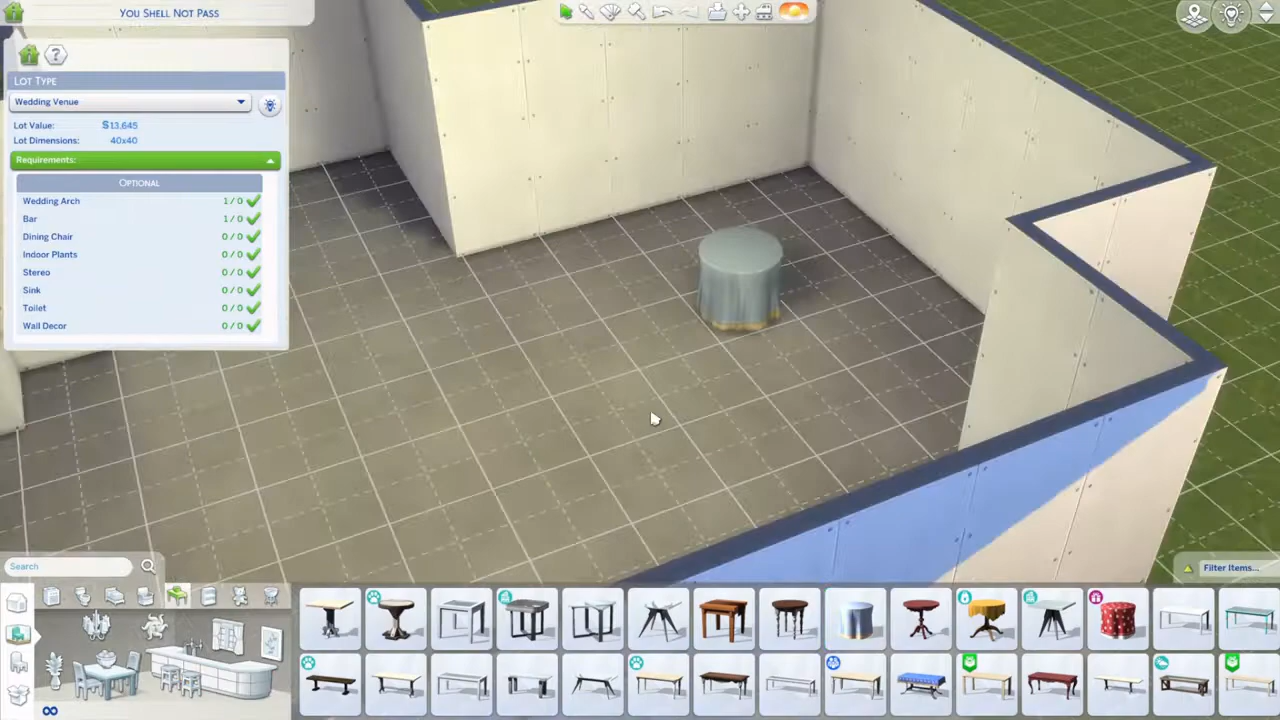 YOU SHELL NOT PASS
?
LOT TYPE
Wedding Venue
Lot Value: $13,645
Lot Dimensions: 40x40
Requirements:
OPTIONAL
Wedding Arch 1/0
Bar 1/0
Dining Chair 0/0
Indoor Plants 0/0
Stereo 0/0
Sink 0/0
Toilet 0/0
Wall Decor 0/0
Search
Filter Items...